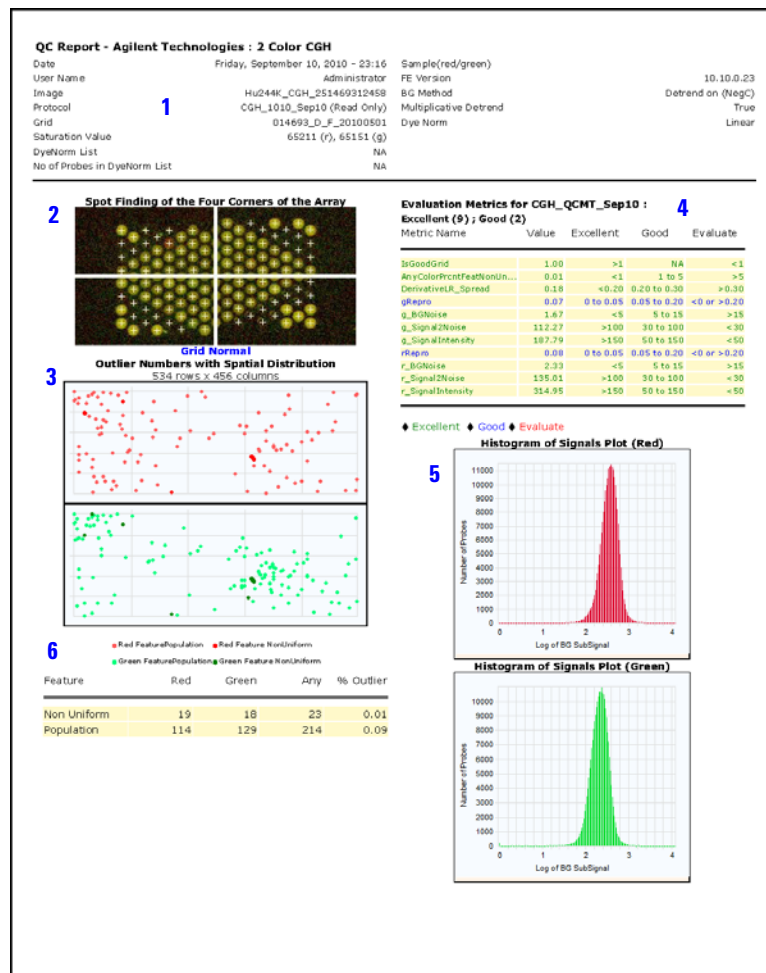 QC Report - Agilent Technologies : 2 Color CGH
Date Friday, September 10, 2010 - 23:16 Sample(red/green)
User Name Administrator FE Version 10.10.0.23
Image Hu244K_CGH_251469312458 BG Method Detrend on (NegC)
Protocol CGH_1010_Sep10 (Read Only) Multiplicative Detrend True
Grid 014693_D_F_20100501 Dye Norm Linear
Saturation Value 65211 (r), 65151 (g)
DyeNorm List NA
No of Probes in DyeNorm List NA
1
2
Spot Finding of the Four Corners of the Array
Grid Normal
3
Outlier Numbers with Spatial Distribution
534 rows x 456 columns
Red FeaturePopulation Red Feature NonUniform
Green FeaturePopulation Green Feature NonUniform
6
Feature Red Green Any % Outlier
Non Uniform 19 18 23 0.01
Population 114 129 214 0.09
4
Evaluation Metrics for CGH_QCMT_Sep10 :
Excellent (9) ; Good (2)
Metric Name Value Excellent Good Evaluate
IsGoodGrid 1.00 >1 NA <1
AnyColorPrcntFeatNonUn... 0.01 <1 1 to 5 >5
DerivativeLR_Spread 0.18 <0.20 0.20 to 0.30 >0.30
gRepro 0.07 0 to 0.05 0.05 to 0.20 <0 or >0.20
g_BGNoise 1.67 <5 5 to 15 >15
g_Signal2Noise 112.27 >100 30 to 100 <30
g_SignalIntensity 187.79 >150 50 to 150 <50
rRepro 0.08 0 to 0.05 0.05 to 0.20 <0 or >0.20
r_BGNoise 2.33 <5 5 to 15 >15
r_Signal2Noise 135.01 >100 30 to 100 <30
r_SignalIntensity 314.95 >150 50 to 150 <50
♦ Excellent ♦ Good ♦ Evaluate
5
Histogram of Signals Plot (Red)
Number of Probes
11000
10000
9000
8000
7000
6000
5000
4000
3000
2000
1000
0
0 1 2 3 4
Log of BG SubSignal
Histogram of Signals Plot (Green)
Number of Probes
10000
9000
8000
7000
6000
5000
4000
3000
2000
1000
0
0 1 2 3 4
Log of BG SubSignal